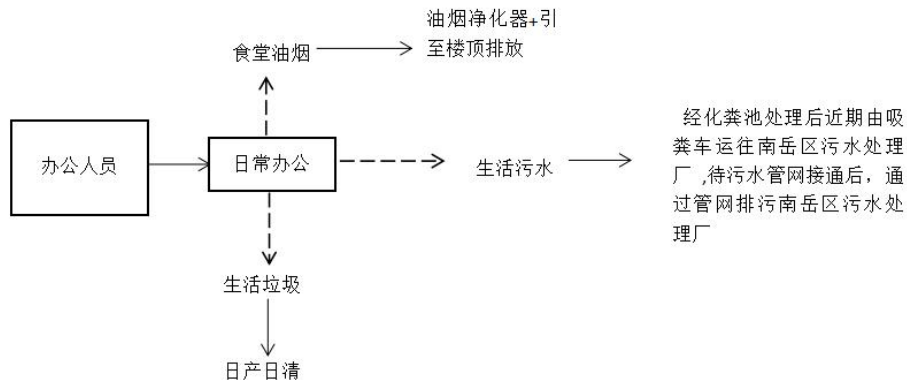 油烟净化器+引
至楼顶排放
食堂油烟
办公人员
日常办公
生活污水
经化粪池处理后近期由吸
粪车运往南岳区污水处理
厂,待污水管网接通后，通
过管网排污南岳区污水处
理厂
生活垃圾
日产日清